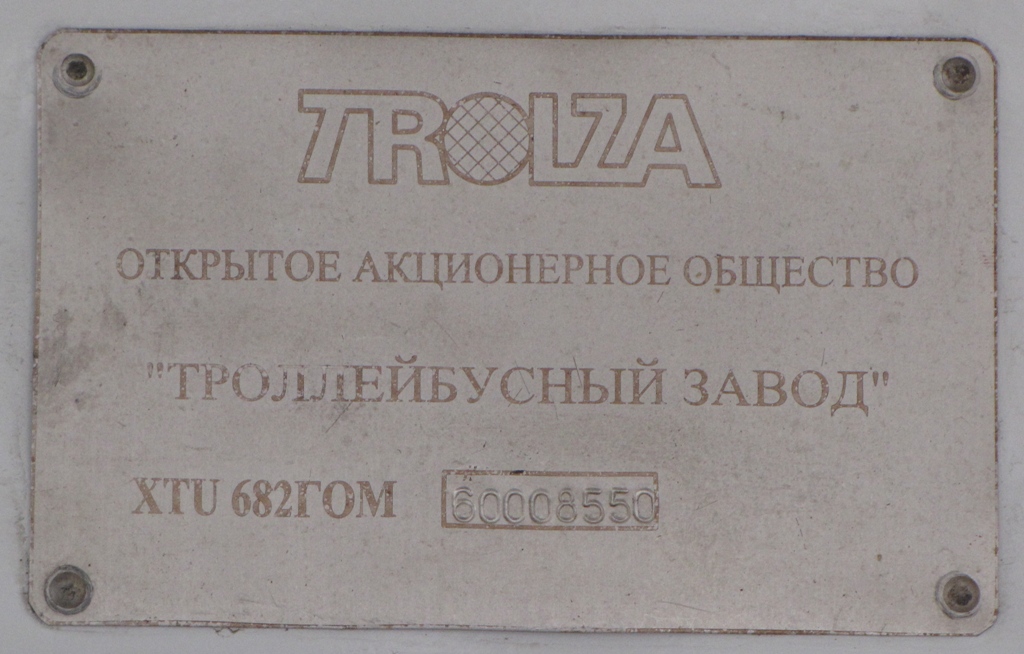 TROLZA
ОТКРЫТОЕ АКЦИОНЕРНОЕ ОБЩЕСТВО
"ТРОЛЛЕЙБУСНЫЙ ЗАВОД"
XTU 682ГОМ 60008550